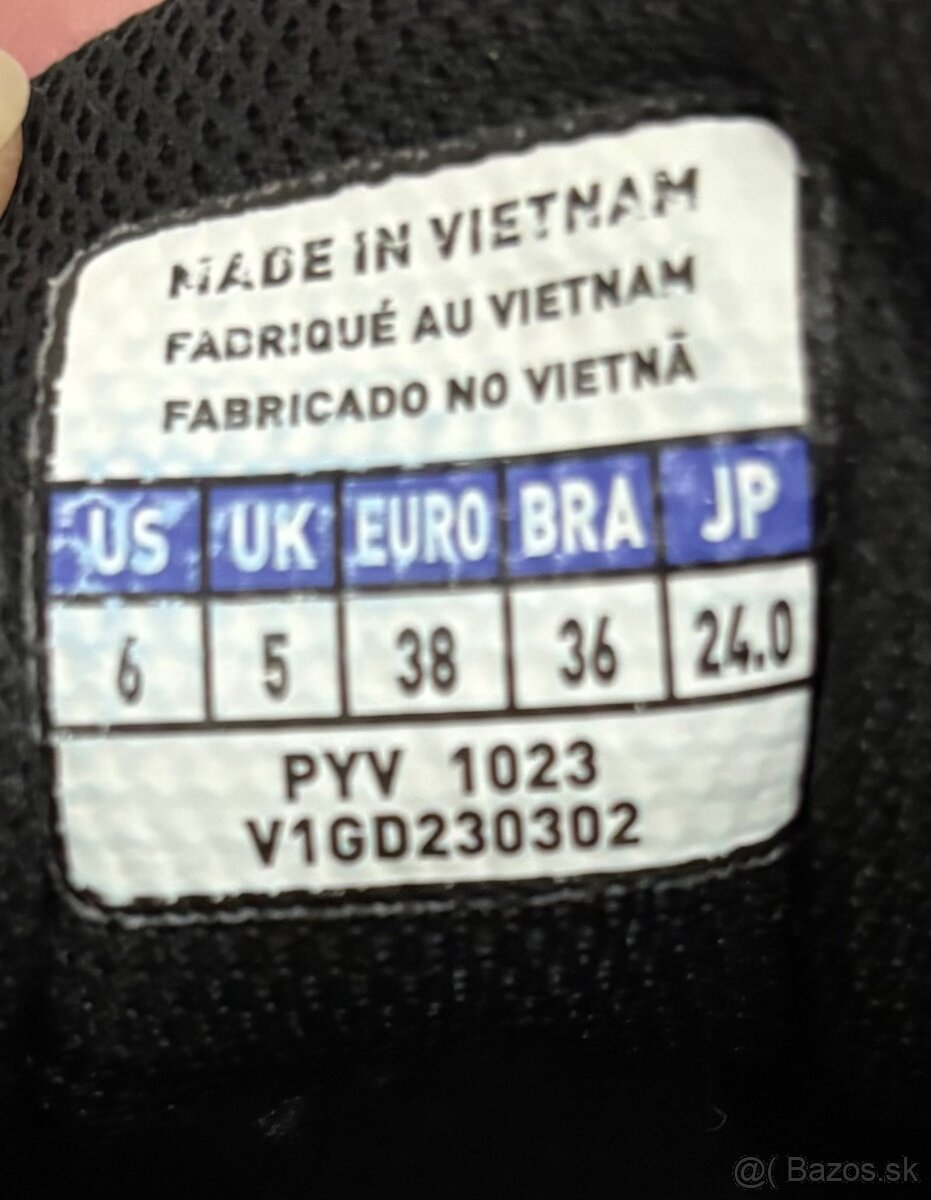 MADE IN VIETNAM
FABRIQUÉ AU VIETNAM
FABRICADO NO VIETNÃ
US UK EURO BRA JP
6 5 38 36 24.0
PYV 1023
V1GD230302
@( Bazos.sk